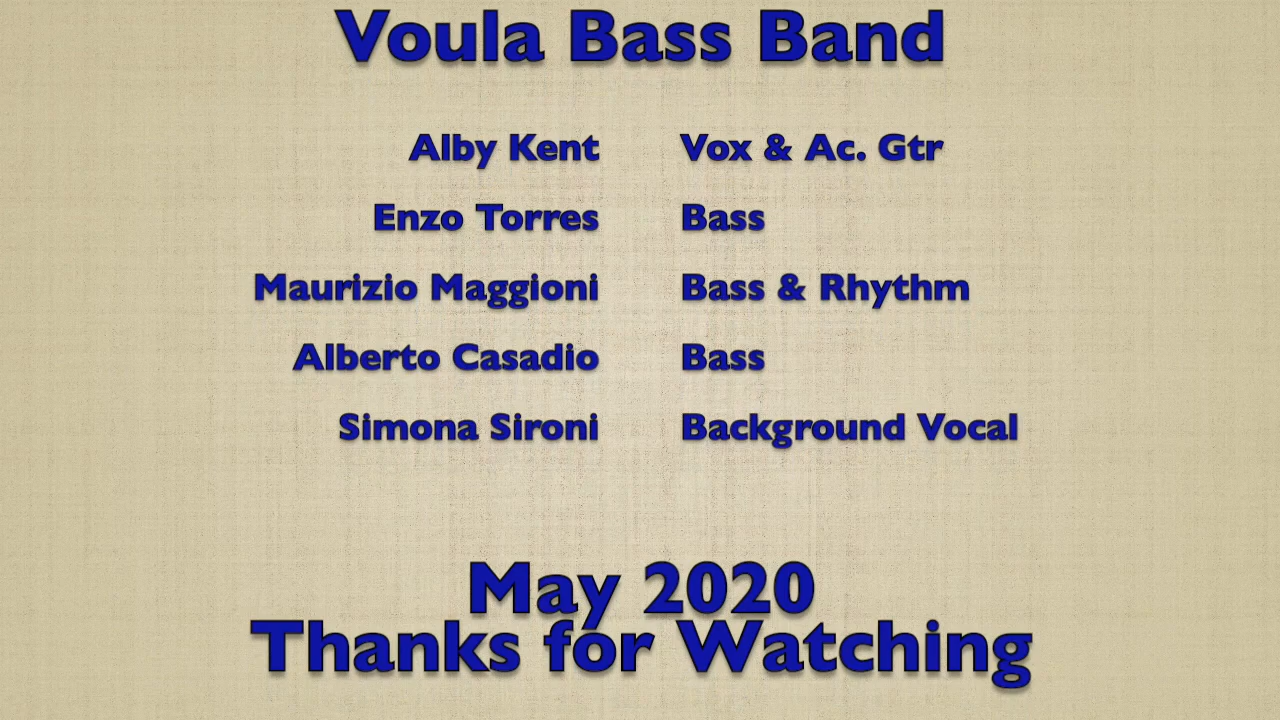 Voula Bass Band
Alby Kent Vox & Ac. Gtr
Enzo Torres Bass
Maurizio Maggioni Bass & Rhythm
Alberto Casadio Bass
Simona Sironi Background Vocal
May 2020
Thanks for Watching